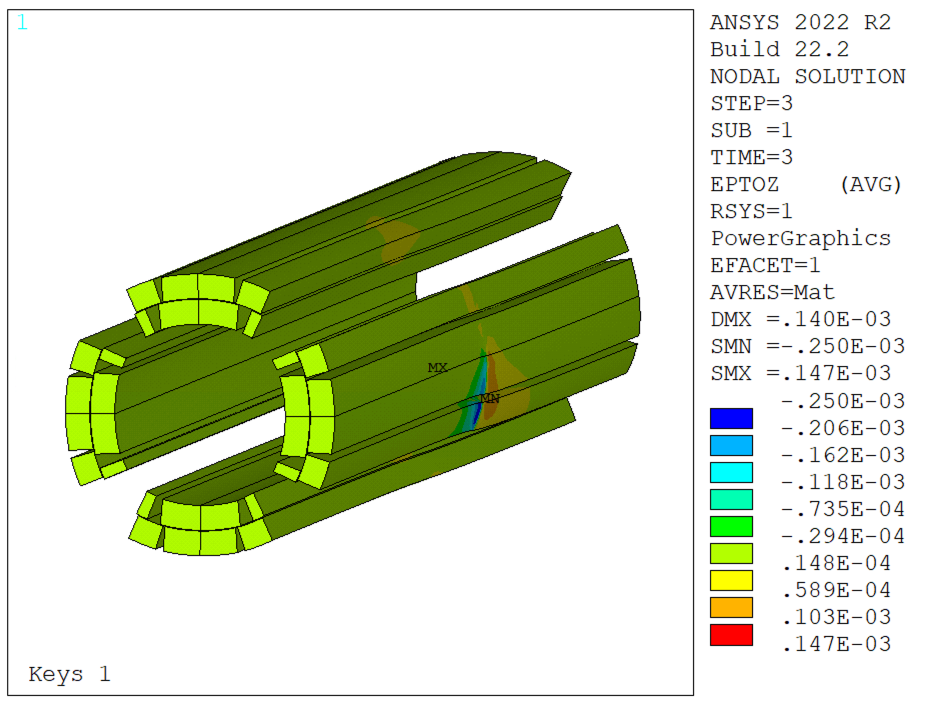 1
ANSYS 2022 R2
Build 22.2
NODAL SOLUTION
STEP=3
SUB =1
TIME=3
EPTOZ (AVG)
RSYS=1
PowerGraphics
EFACET=1
AVRES=Mat
DMX =.140E-03
SMN =-.250E-03
SMX =.147E-03
-.250E-03
-.206E-03
-.162E-03
-.118E-03
-.735E-04
-.294E-04
.148E-04
.589E-04
.103E-03
.147E-03
MX
MN
Keys 1